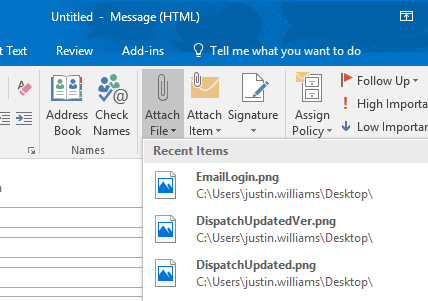 Untitled - Message (HTML)
t Text Review Add-ins Tell me what you want to do
Address Book
Check Names
Attach File
Attach Item
Signature
Assign Policy
Follow Up
High Importa
Low Importan
Names
Recent Items
EmailLogin.png
C:\Users\justin.williams\Desktop\
DispatchUpdatedVer.png
C:\Users\justin.williams\Desktop\
DispatchUpdated.png
C:\Users\justin.williams\Desktop\